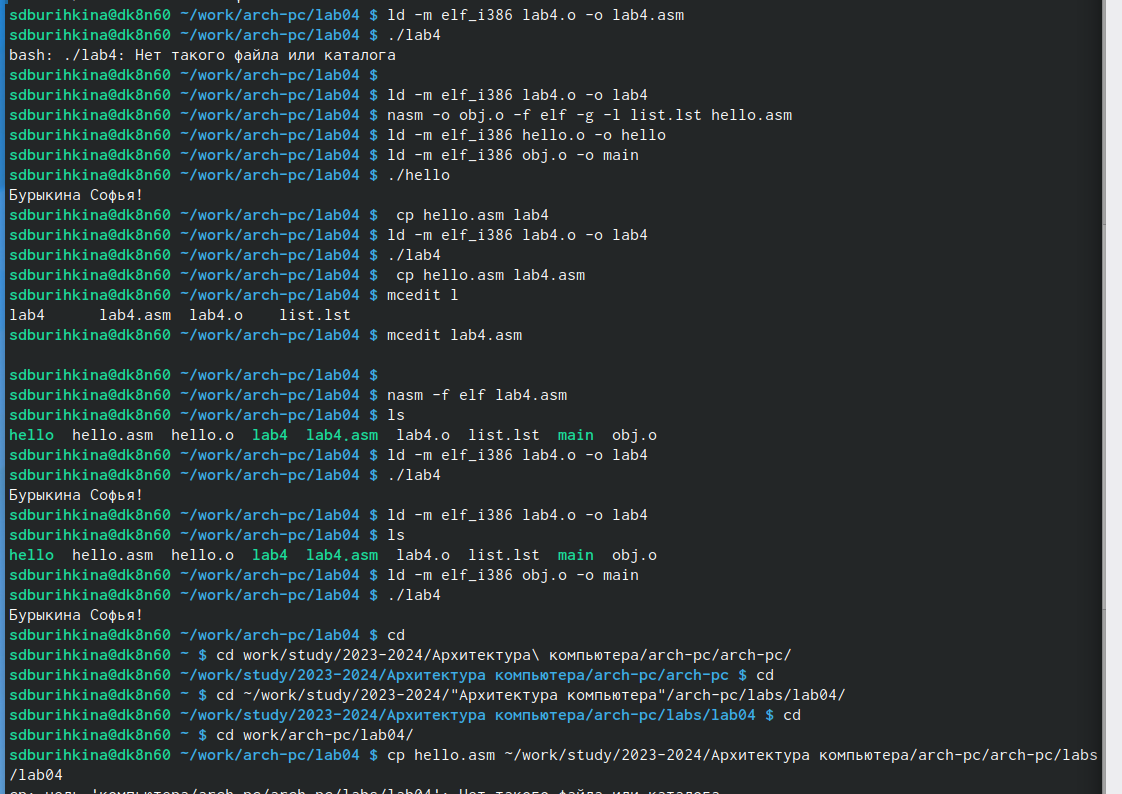 sdburihkina@dk8n60 ~/work/arch-pc/lab04 $ ld -m elf_i386 lab4.o -o lab4.asm
sdburihkina@dk8n60 ~/work/arch-pc/lab04 $ ./lab4
bash: ./lab4: Нет такого файла или каталога
sdburihkina@dk8n60 ~/work/arch-pc/lab04 $
sdburihkina@dk8n60 ~/work/arch-pc/lab04 $ ld -m elf_i386 lab4.o -o lab4
sdburihkina@dk8n60 ~/work/arch-pc/lab04 $ nasm -o obj.o -f elf -g -l list.lst hello.asm
sdburihkina@dk8n60 ~/work/arch-pc/lab04 $ ld -m elf_i386 hello.o -o hello
sdburihkina@dk8n60 ~/work/arch-pc/lab04 $ ld -m elf_i386 obj.o -o main
sdburihkina@dk8n60 ~/work/arch-pc/lab04 $ ./hello
Бурыкина Софья!
sdburihkina@dk8n60 ~/work/arch-pc/lab04 $  cp hello.asm lab4
sdburihkina@dk8n60 ~/work/arch-pc/lab04 $ ld -m elf_i386 lab4.o -o lab4
sdburihkina@dk8n60 ~/work/arch-pc/lab04 $ ./lab4
sdburihkina@dk8n60 ~/work/arch-pc/lab04 $  cp hello.asm lab4.asm
sdburihkina@dk8n60 ~/work/arch-pc/lab04 $ mcedit l
lab4      lab4.asm  lab4.o    list.lst
sdburihkina@dk8n60 ~/work/arch-pc/lab04 $ mcedit lab4.asm
sdburihkina@dk8n60 ~/work/arch-pc/lab04 $
sdburihkina@dk8n60 ~/work/arch-pc/lab04 $ nasm -f elf lab4.asm
sdburihkina@dk8n60 ~/work/arch-pc/lab04 $ ls
hello  hello.asm  hello.o  lab4  lab4.asm  lab4.o  list.lst  main  obj.o
sdburihkina@dk8n60 ~/work/arch-pc/lab04 $ ld -m elf_i386 lab4.o -o lab4
sdburihkina@dk8n60 ~/work/arch-pc/lab04 $ ./lab4
Бурыкина Софья!
sdburihkina@dk8n60 ~/work/arch-pc/lab04 $ ld -m elf_i386 lab4.o -o lab4
sdburihkina@dk8n60 ~/work/arch-pc/lab04 $ ls
hello  hello.asm  hello.o  lab4  lab4.asm  lab4.o  list.lst  main  obj.o
sdburihkina@dk8n60 ~/work/arch-pc/lab04 $ ld -m elf_i386 obj.o -o main
sdburihkina@dk8n60 ~/work/arch-pc/lab04 $ ./lab4
Бурыкина Софья!
sdburihkina@dk8n60 ~/work/arch-pc/lab04 $ cd
sdburihkina@dk8n60 ~ $ cd work/study/2023-2024/Архитектура\ компьютера/arch-pc/arch-pc/
sdburihkina@dk8n60 ~/work/study/2023-2024/Архитектура компьютера/arch-pc/arch-pc $ cd
sdburihkina@dk8n60 ~ $ cd ~/work/study/2023-2024/"Архитектура компьютера"/arch-pc/labs/lab04/
sdburihkina@dk8n60 ~/work/study/2023-2024/Архитектура компьютера/arch-pc/labs/lab04 $ cd
sdburihkina@dk8n60 ~ $ cd work/arch-pc/lab04/
sdburihkina@dk8n60 ~/work/arch-pc/lab04 $ cp hello.asm ~/work/study/2023-2024/Архитектура компьютера/arch-pc/arch-pc/labs
/lab04
cp: цель 'компьютера/arch-pc/arch-pc/labs/lab04': Нет такого файла или каталога